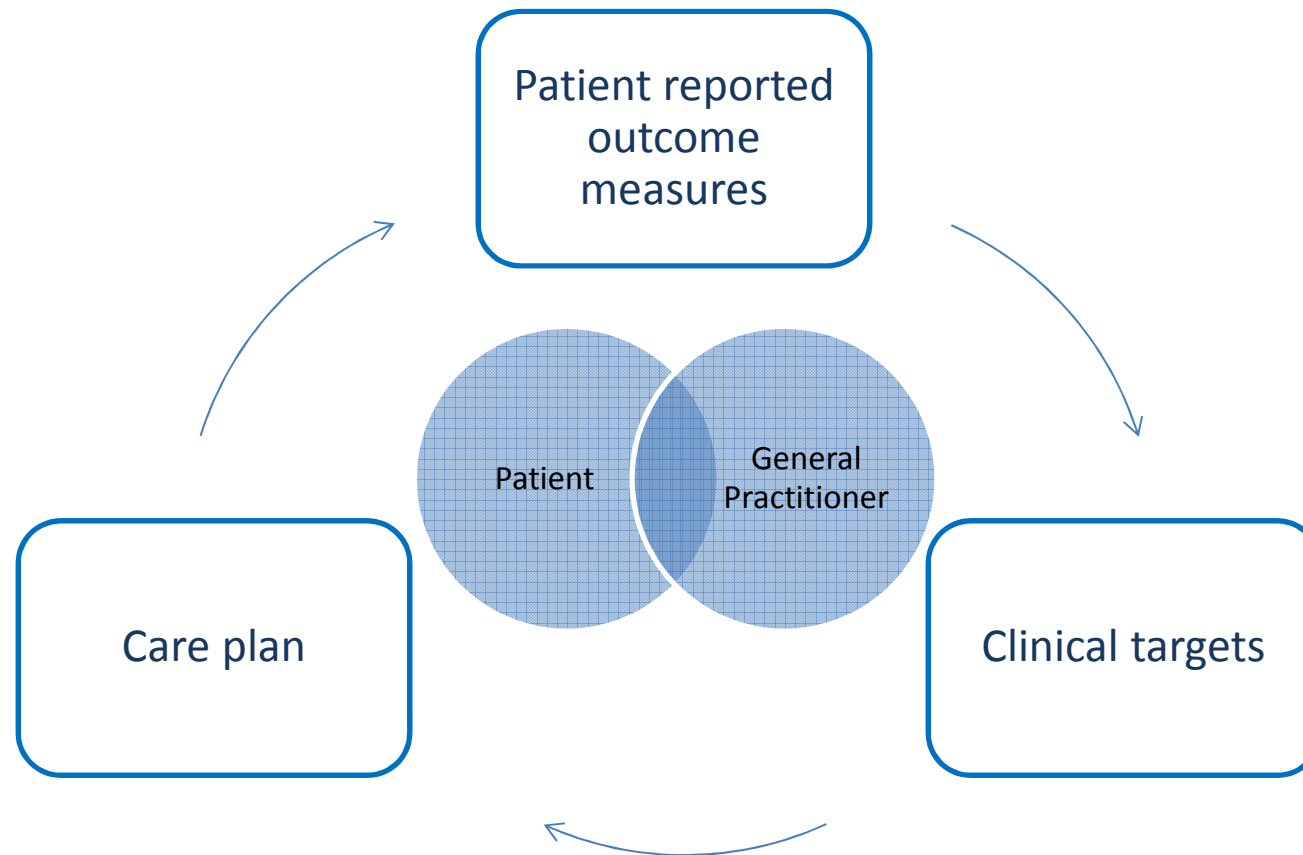 Patient reported
outcome
measures
Patient
General
Practitioner
Care plan
Clinical targets